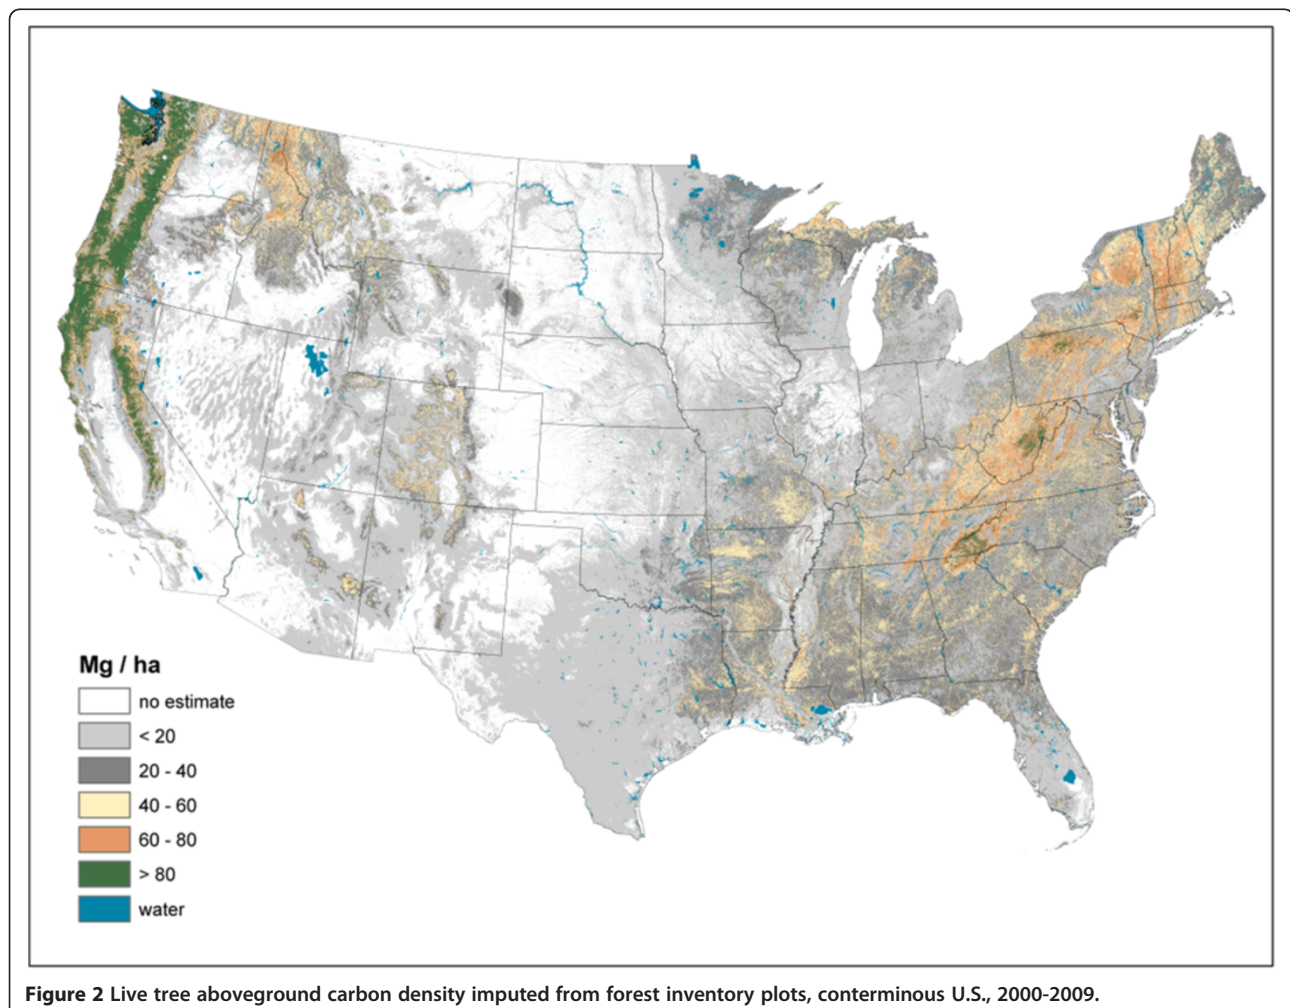 Mg / ha
no estimate
< 20
20 - 40
40 - 60
60 - 80
> 80
water
Figure 2 Live tree aboveground carbon density imputed from forest inventory plots, conterminous U.S., 2000-2009.